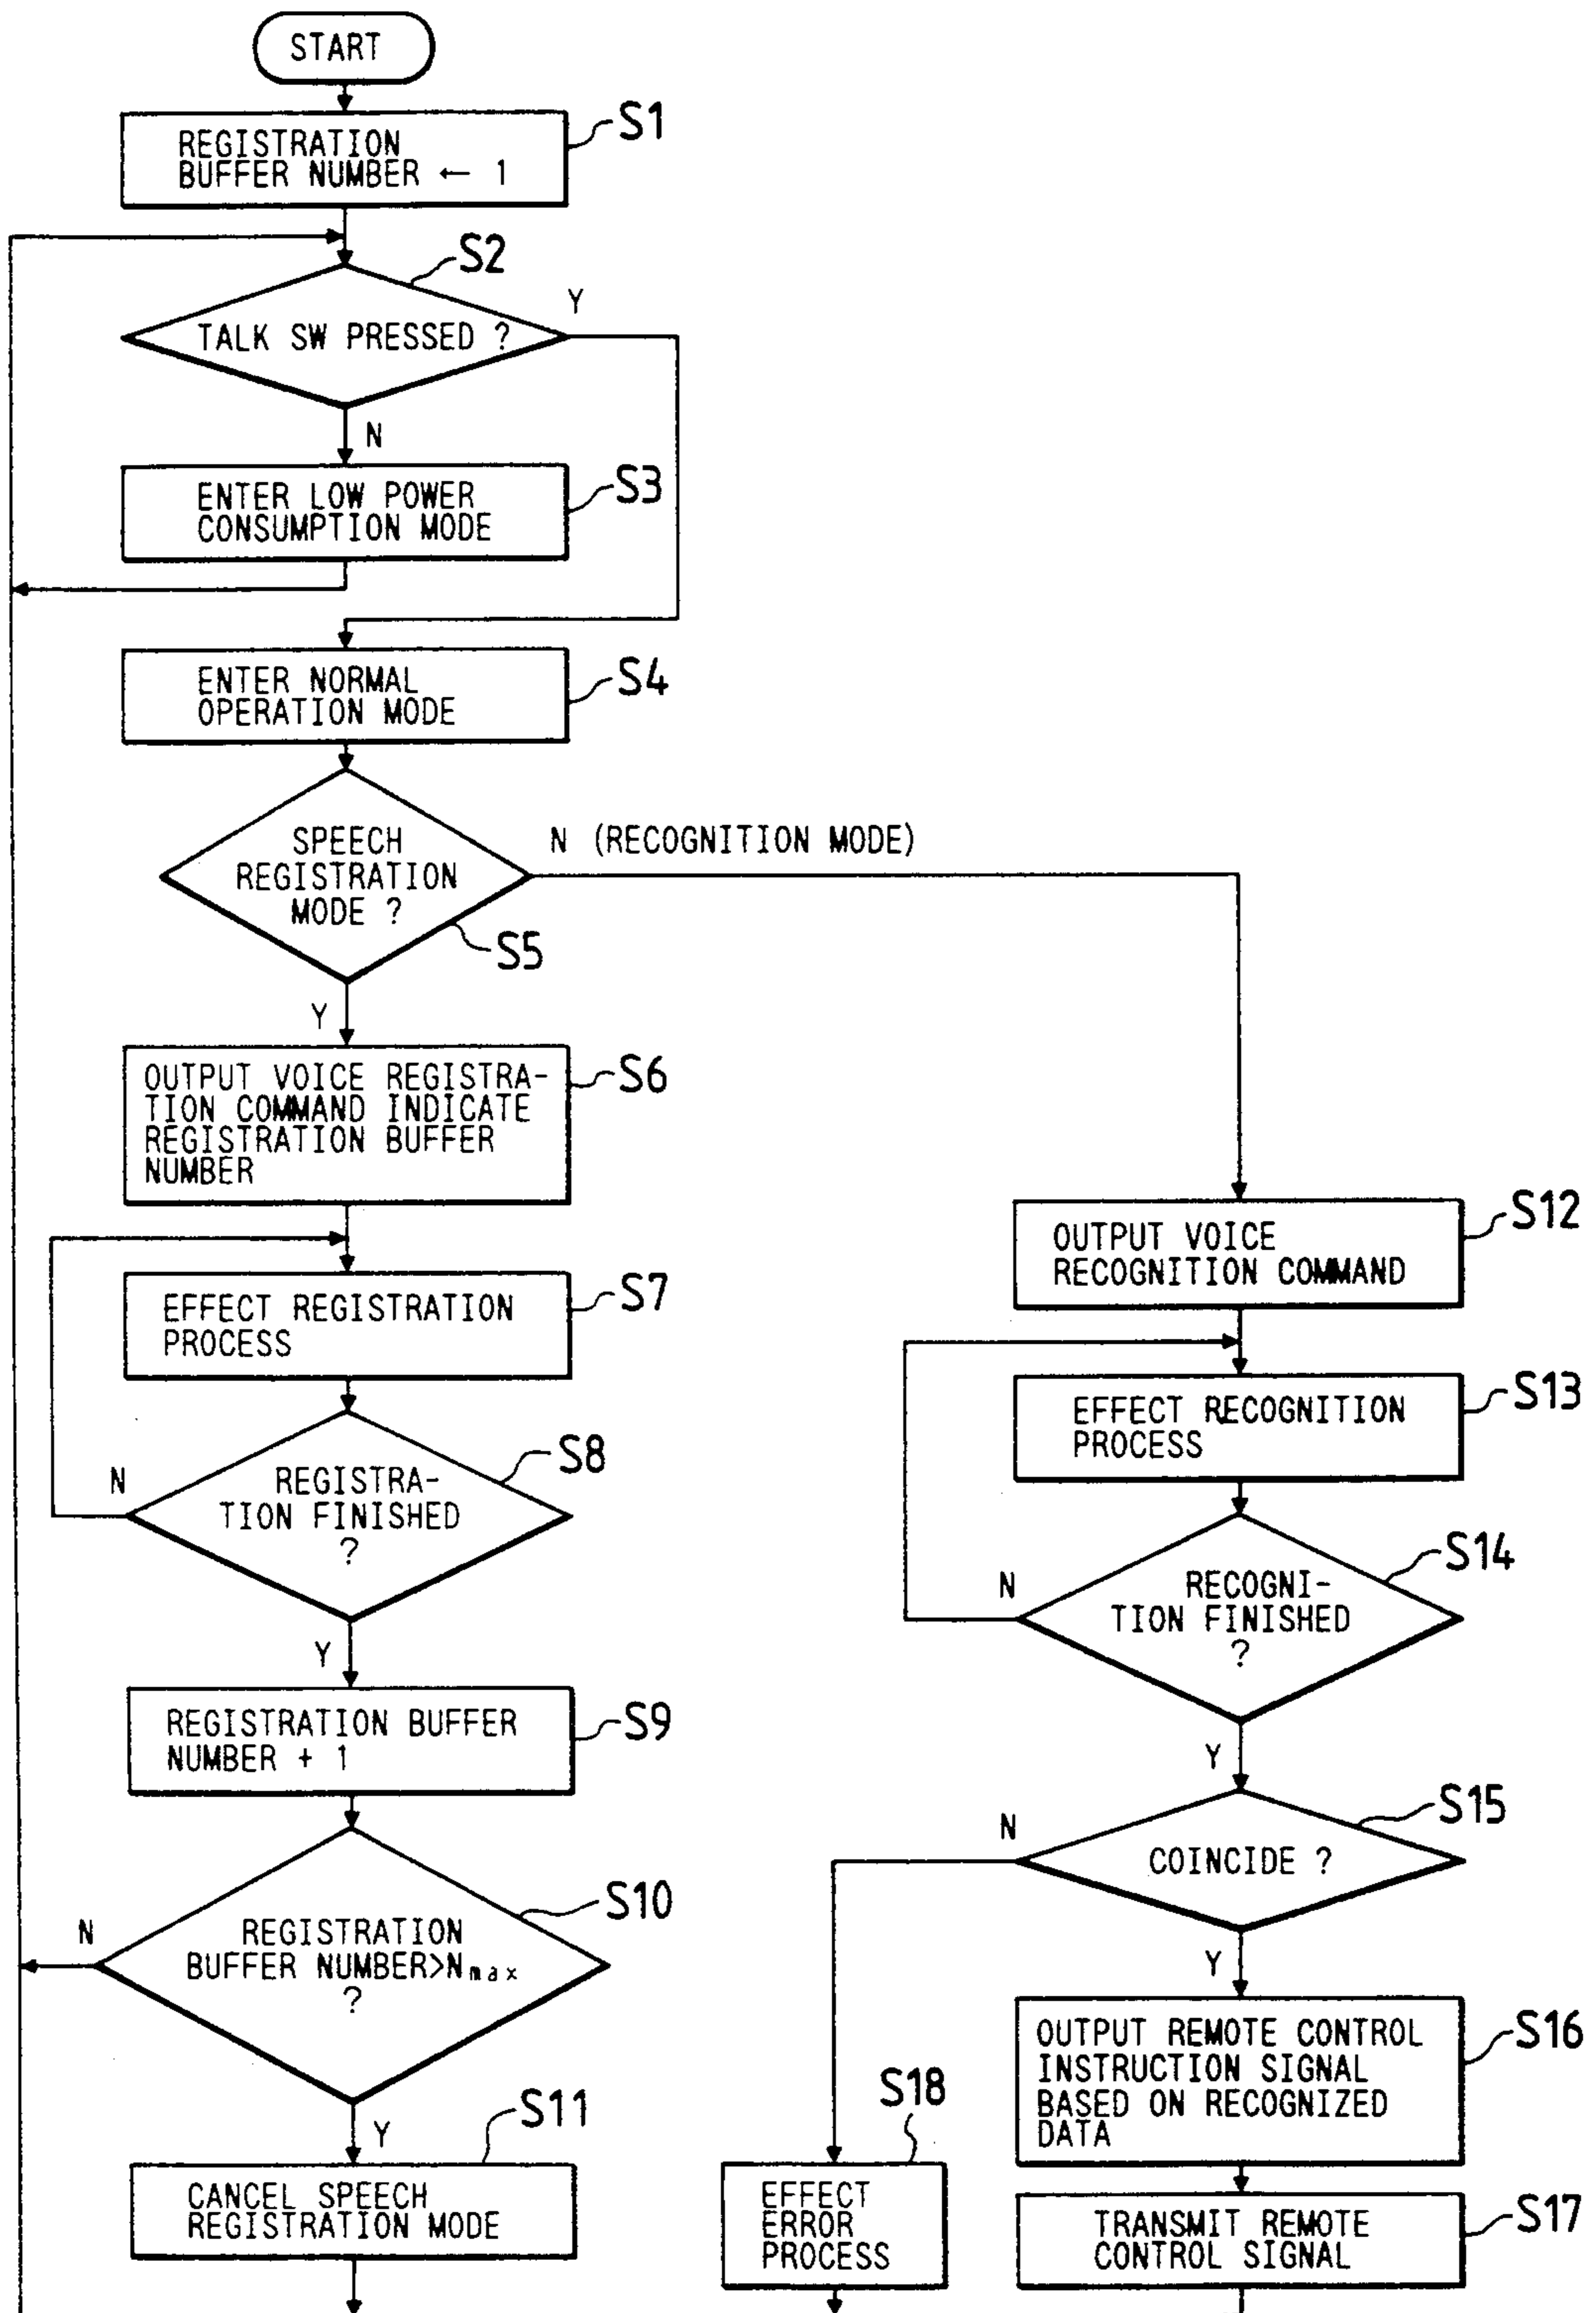 START
S1
REGISTRATION
BUFFER NUMBER ← 1
S2
Y
TALK SW PRESSED ?
N
S3
ENTER LOW POWER
CONSUMPTION MODE
S4
ENTER NORMAL
OPERATION MODE
N (RECOGNITION MODE)
SPEECH
REGISTRATION
MODE ?
S5
Y
S6
OUTPUT VOICE REGISTRA-
TION COMMAND INDICATE
REGISTRATION BUFFER
NUMBER
S7
EFFECT REGISTRATION
PROCESS
S8
N
REGISTRA-
TION FINISHED
?
Y
S9
REGISTRATION BUFFER
NUMBER + 1
S10
N
REGISTRATION
BUFFER NUMBER>Nmax
?
Y
S11
CANCEL SPEECH
REGISTRATION MODE
S12
OUTPUT VOICE
RECOGNITION COMMAND
S13
EFFECT RECOGNITION
PROCESS
S14
N
RECOGNI-
TION FINISHED
?
Y
S15
N
COINCIDE ?
Y
S16
OUTPUT REMOTE CONTROL
INSTRUCTION SIGNAL
BASED ON RECOGNIZED
DATA
S18
EFFECT
ERROR
PROCESS
S17
TRANSMIT REMOTE
CONTROL SIGNAL